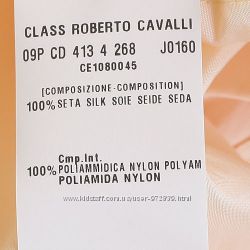 CLASS ROBERTO CAVALLI
09P CD 413 4 268 J0160
CE1080045
[COMPOSIZIONE-COMPOSITION]
100% SETA SILK SOIE SEIDE SEDA
Cmp.Int.
100% POLIAMMIDICA NYLON POLYAM
POLIAMIDA NYLON